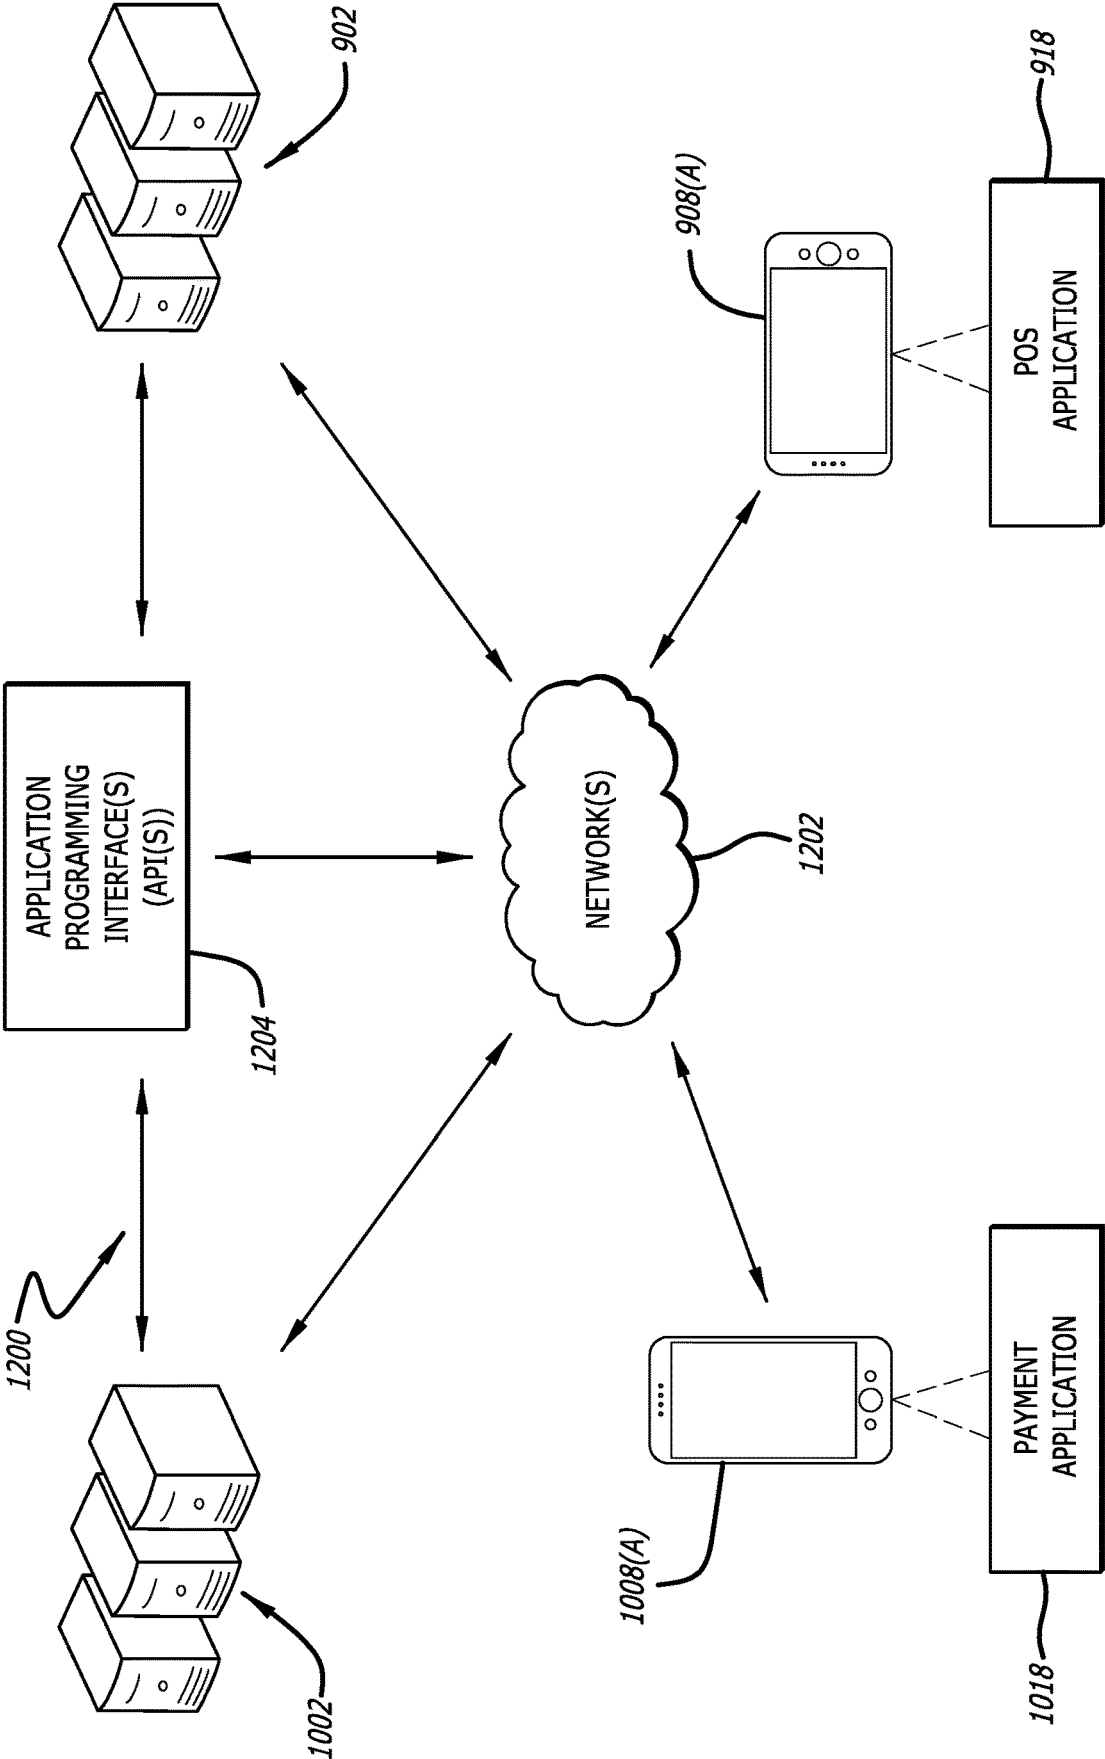 1200
1002
APPLICATION
PROGRAMMING
INTERFACE(S)
(API(S))
1204
902
NETWORK(S)
1202
1008(A)
908(A)
PAYMENT
APPLICATION
1018
POS
APPLICATION
918